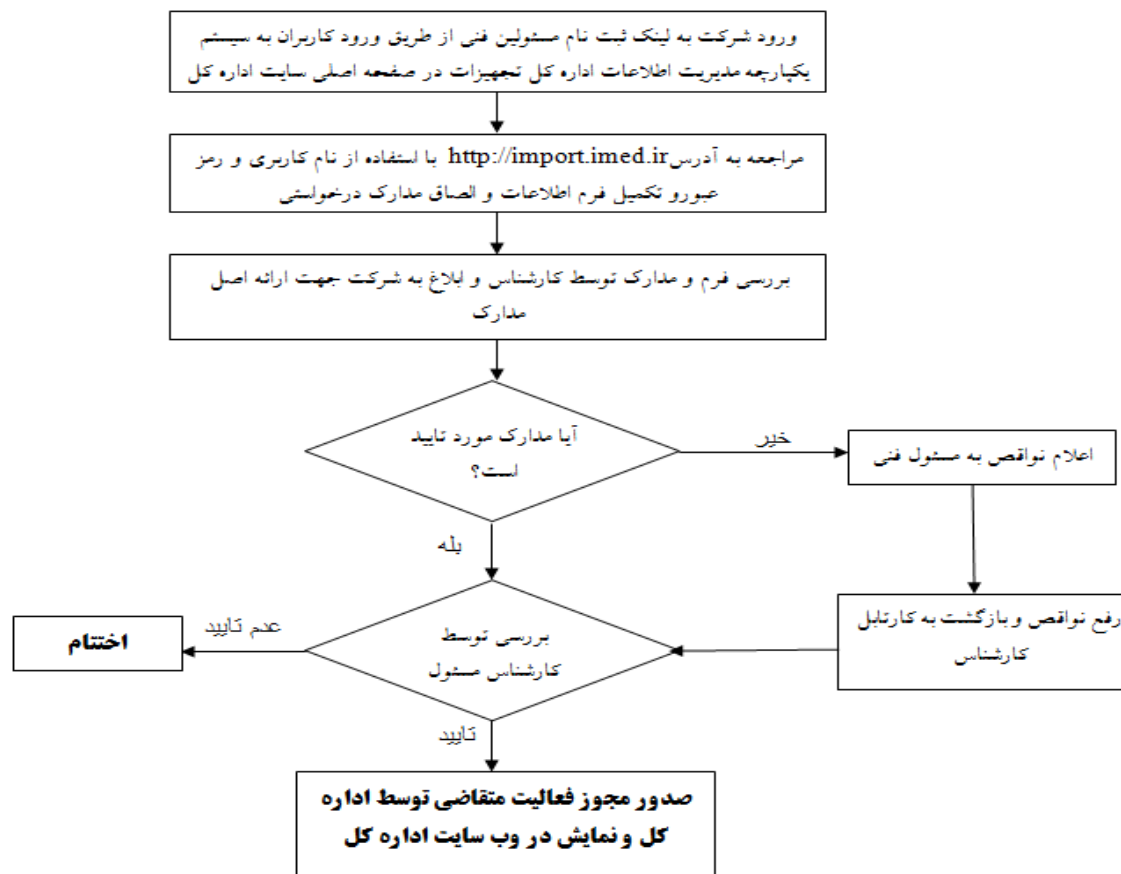 ورود شرکت به لینک ثبت نام مسئولین فنی از طریق ورود کاربران به سیستم
یکپارچه مدیریت اطلاعات اداره کل تجهیزات در صفحه اصلی سایت اداره کل
مراجعه به آدرسhttp://import.imed.ir با استفاده از نام کاربری و رمز
عبورو تکمیل فرم اطلاعات و الصاق مدارک درخواستی
بررسی فرم و مدارک توسط کارشناس و ابلاغ به شرکت جهت ارائه اصل
مدارک
آیا مدارک مورد تایید
است؟
خیر
اعلام نواقص به مسئول فنی
بله
رفع نواقص و بازگشت به کارتابل
کارشناس
بررسی توسط
کارشناس مسئول
عدم تایید
اختتام
تایید
صدور مجوز فعالیت متقاضی توسط اداره
کل و نمایش در وب سایت اداره کل